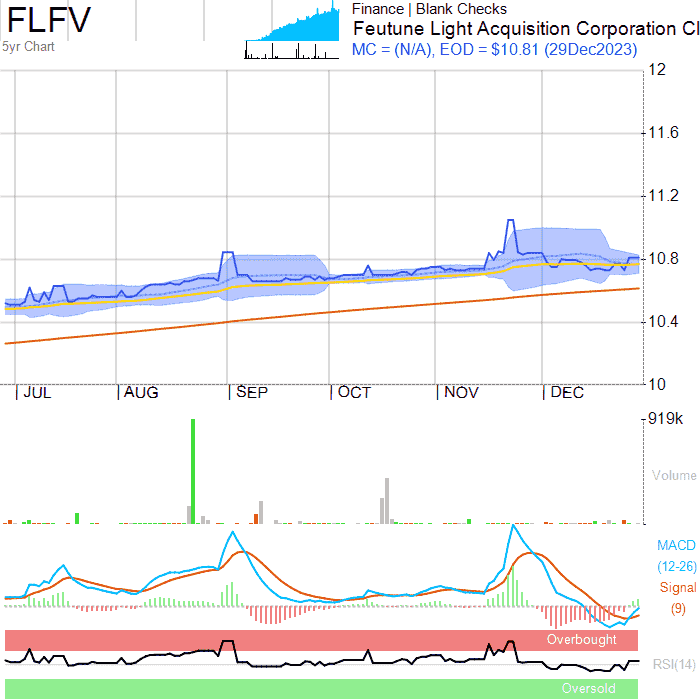 FLFV
5yr Chart
Finance | Blank Checks
Feutune Light Acquisition Corporation Cl
MC = (N/A), EOD = $10.81 (29Dec2023)
12
11.6
11.2
10.8
10.4
10
JUL AUG SEP OCT NOV DEC
919k
Volume
MACD
(12-26)
Signal
(9)
Overbought
RSI(14)
Oversold